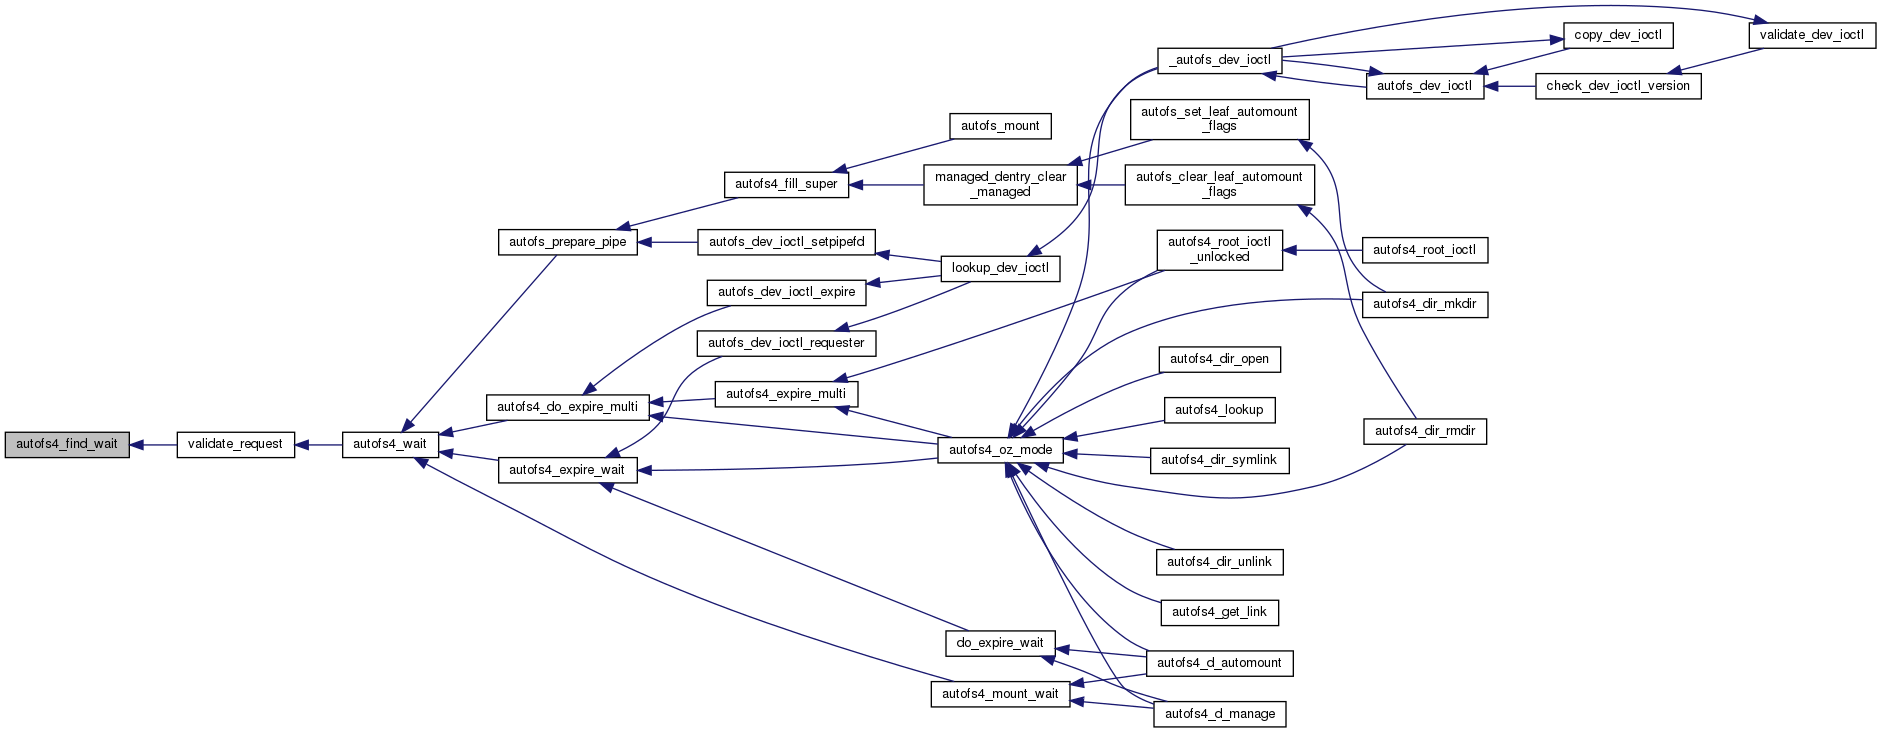 autofs4_find_wait
validate_request
autofs4_wait
autofs_prepare_pipe
autofs4_do_expire_multi
autofs4_expire_wait
autofs4_fill_super
autofs_dev_ioctl_setpipefd
autofs_dev_ioctl_expire
autofs_dev_ioctl_requester
autofs4_expire_multi
autofs_mount
managed_dentry_clear
_managed
lookup_dev_ioctl
autofs4_oz_mode
do_expire_wait
autofs4_mount_wait
_autofs_dev_ioctl
autofs_set_leaf_automount
_flags
autofs_clear_leaf_automount
_flags
autofs4_root_ioctl
_unlocked
autofs4_dir_open
autofs4_lookup
autofs4_dir_symlink
autofs4_dir_unlink
autofs4_get_link
autofs4_d_automount
autofs4_d_manage
autofs_dev_ioctl
autofs4_root_ioctl
autofs4_dir_mkdir
autofs4_dir_rmdir
copy_dev_ioctl
check_dev_ioctl_version
validate_dev_ioctl